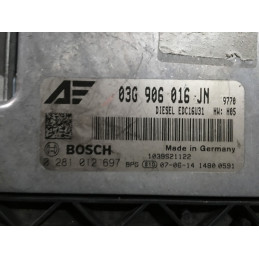 03G 906 016 JN 9770
DIESEL EDC16U31 HW: H05
BOSCH
Made in Germany
1039S21122
0 281 012 697
07-06-14 1480 0591